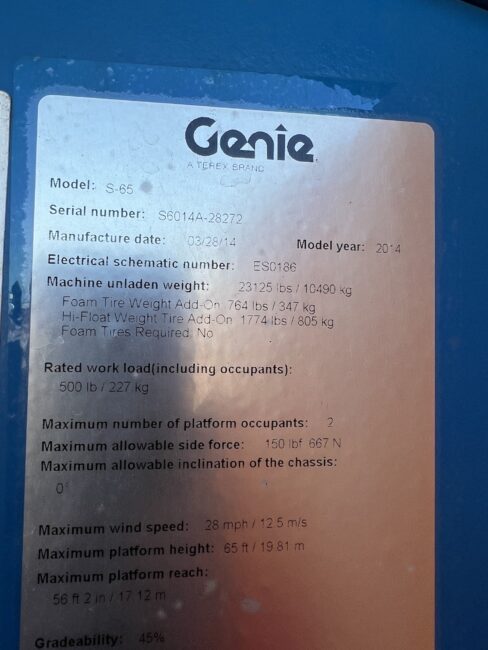 Genie
A TEREX BRAND
Model: S-65
Serial number: S6014A-28272
Manufacture date: 03/28/14 Model year: 2014
Electrical schematic number: ES0186
Machine unladen weight: 23125 lbs / 10490 kg
Foam Tire Weight Add-On 764 lbs / 347 kg
Hi-Float Weight Tire Add-On 1774 lbs / 805 kg
Foam Tires Required No
Rated work load(including occupants):
500 lb / 227 kg
Maximum number of platform occupants: 2
Maximum allowable side force: 150 lbf 667 N
Maximum allowable inclination of the chassis:
0°
Maximum wind speed: 28 mph / 12.5 m/s
Maximum platform height: 65 ft / 19.81 m
Maximum platform reach:
56 ft 2 in / 17.12 m
Gradeability: 45%